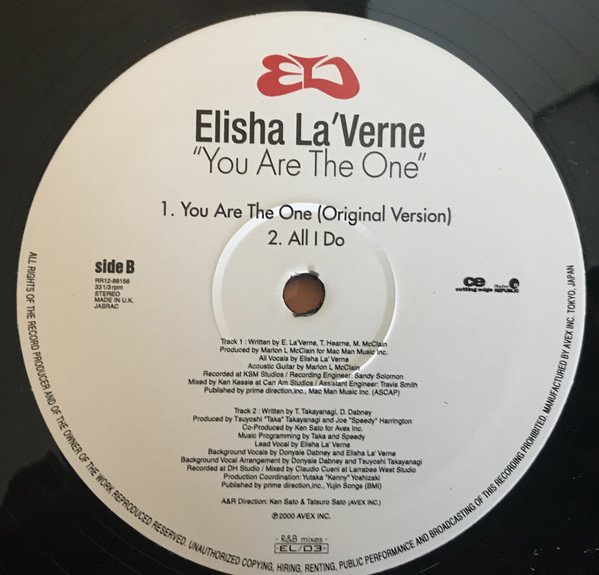 Elisha La'Verne
"You Are The One"
1. You Are The One (Original Version)
2. All I Do
side B
RR12-88156
33 1/3 rpm
STEREO
MADE IN U.K.
JASRAC
cutting edge
REPUBLIC
Track 1 : Written by E. La'Verne, T. Hearne, M. McClain
Produced by Marlon L McClain for Mac Man Music Inc.
All Vocals by Elisha La' Verne
Acoustic Guitar by Marlon L McClain
Recorded at KSM Studios / Recording Engineer: Sandy Solomon
Mixed by Ken Kessie at Can Am Studios / Assistant Engineer: Travis Smith
Publish by prime direction,Inc., Mac Man Music Inc. (ASCAP)
Track 2 : Written by T. Takayanagi, D. Dabney
Produced by Tsuyoshi "Taka" Takayanagi and Joe "Speedy" Harrington
Co-Produced by Ken Sato for Avex Inc.
Music Programming by Taka and Speedy
Lead Vocal by Elisha La' Verne
Background Vocals by Donyale Dabney and Elisha La' Verne
Background Vocal Arrangement by Donyale Dabney and Tsuyoshi Takayanagi
Recorded at DH Studio / Mixed by Claudio Cueni at Larrabee West Studio
Production Coordination: Yutaka "Kenny" Yoshizaki
Published by prime direction,inc., Yujin Songs (BMI)
A&R Direction: Ken Sato & Tatsuro Sato (AVEX INC.)
℗2000 AVEX INC.
- R&B mixes -
-EL/03-
ALL RIGHTS OF THE RECORD PRODUCER AND OF THE OWNER OF THE WORK REPRODUCED RESERVED. UNAUTHORIZED COPYING, HIRING, RENTING, PUBLIC PERFORMANCE AND BROADCASTING OF THIS RECORDING PROHIBITED. MANUFACTURED BY AVEX INC. TOKYO, JAPAN